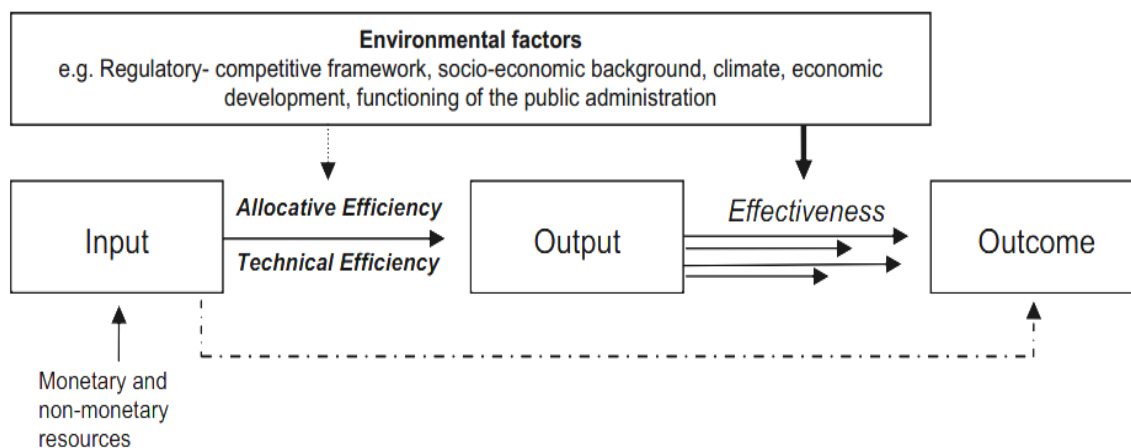 Environmental factors
e.g. Regulatory- competitive framework, socio-economic background, climate, economic
development, functioning of the public administration
Allocative Efficiency
Effectiveness
Input
Output
Outcome
Technical Efficiency
Monetary and
non-monetary
resources